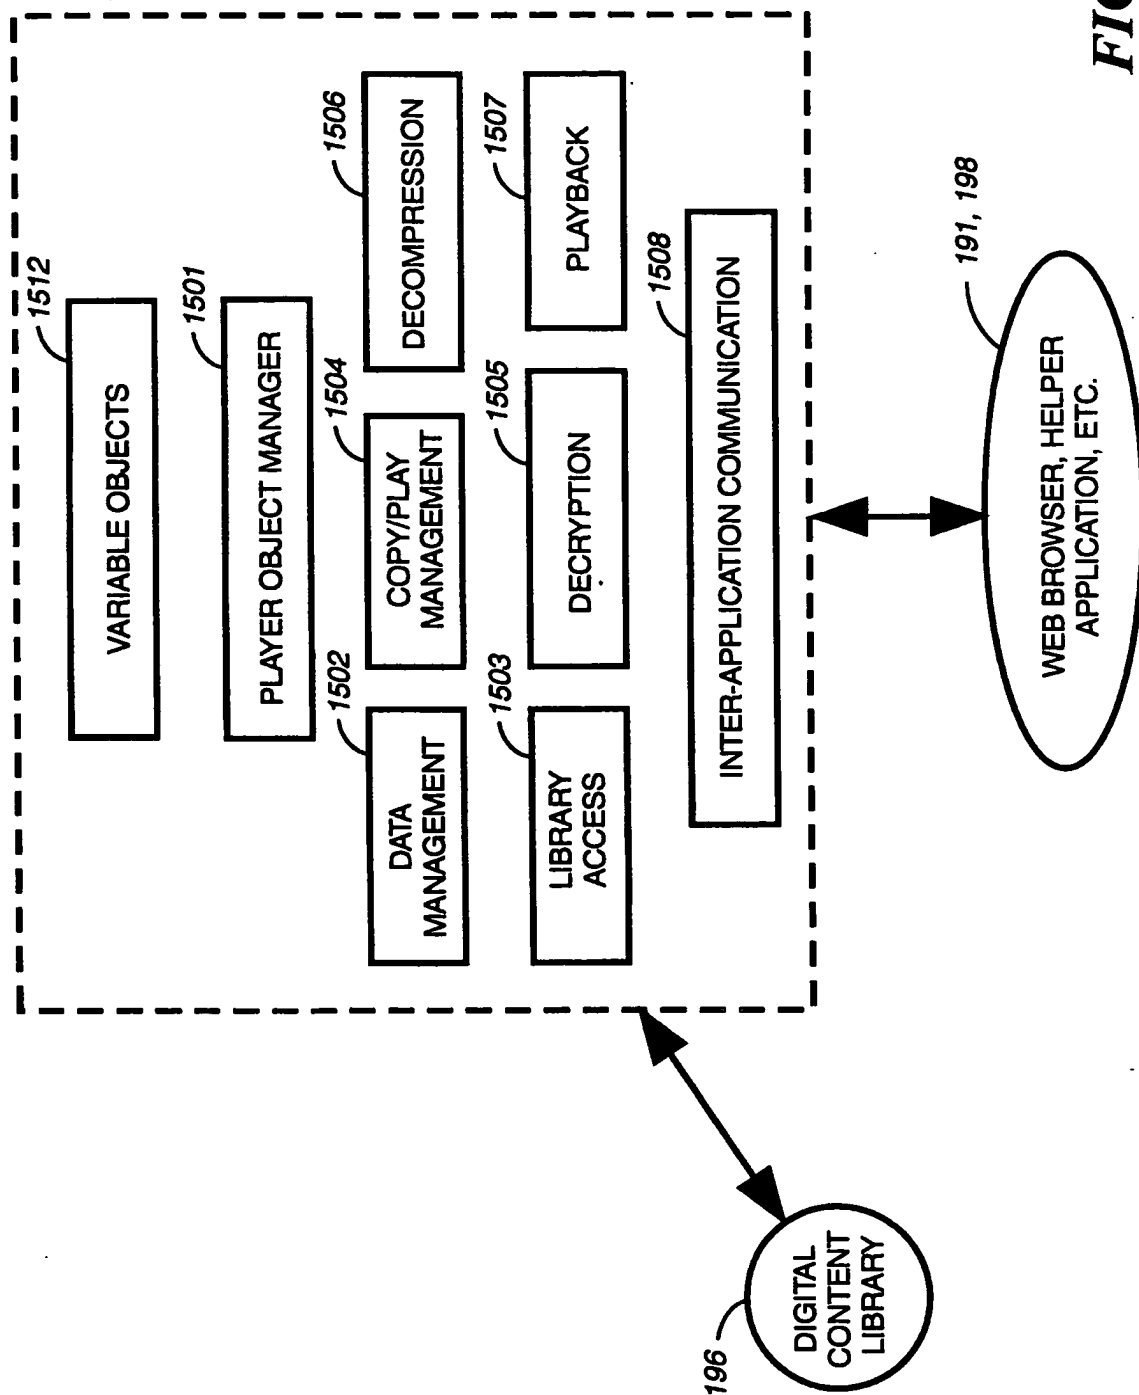 1512
VARIABLE OBJECTS
1501
PLAYER OBJECT MANAGER
1502
DATA
MANAGEMENT
1504
COPY/PLAY
MANAGEMENT
1506
DECOMPRESSION
1503
LIBRARY
ACCESS
1505
DECRYPTION
1507
PLAYBACK
1508
INTER-APPLICATION COMMUNICATION
196
DIGITAL
CONTENT
LIBRARY
191, 198
WEB BROWSER, HELPER
APPLICATION, ETC.